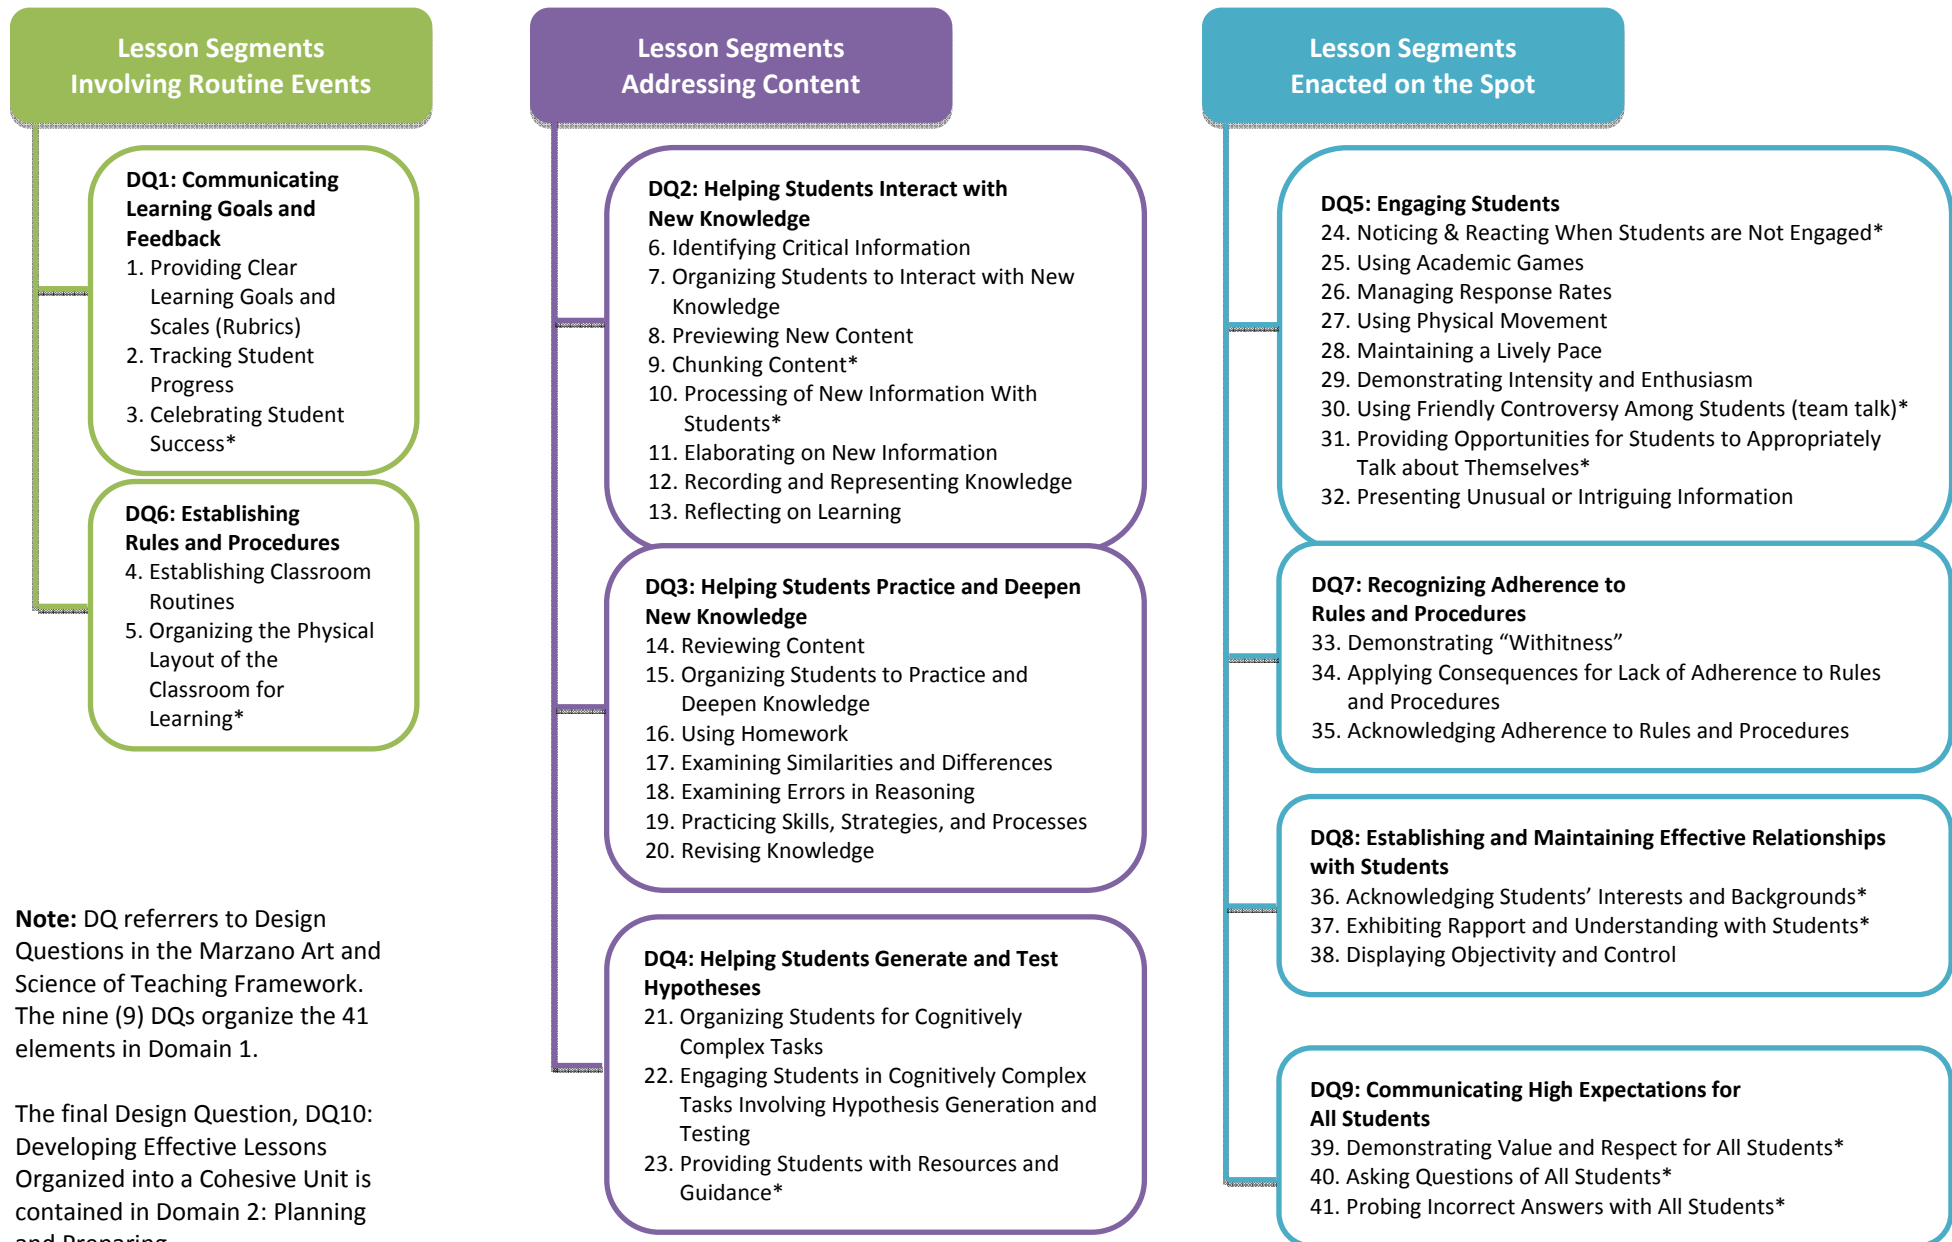 Lesson Segments
Involving Routine Events
DQ1: Communicating
Learning Goals and
Feedback
1. Providing Clear
Learning Goals and
Scales (Rubrics)
2. Tracking Student
Progress
3. Celebrating Student
Success*
DQ6: Establishing
Rules and Procedures
4. Establishing Classroom
Routines
5. Organizing the Physical
Layout of the
Classroom for
Learning*
Note: DQ referrers to Design
Questions in the Marzano Art and
Science of Teaching Framework.
The nine (9) DQs organize the 41
elements in Domain 1.
The final Design Question, DQ10:
Developing Effective Lessons
Organized into a Cohesive Unit is
contained in Domain 2: Planning
and Preparing
Lesson Segments
Addressing Content
DQ2: Helping Students Interact with
New Knowledge
6. Identifying Critical Information
7. Organizing Students to Interact with New
Knowledge
8. Previewing New Content
9. Chunking Content*
10. Processing of New Information With
Students*
11. Elaborating on New Information
12. Recording and Representing Knowledge
13. Reflecting on Learning
DQ3: Helping Students Practice and Deepen
New Knowledge
14. Reviewing Content
15. Organizing Students to Practice and
Deepen Knowledge
16. Using Homework
17. Examining Similarities and Differences
18. Examining Errors in Reasoning
19. Practicing Skills, Strategies, and Processes
20. Revising Knowledge
DQ4: Helping Students Generate and Test
Hypotheses
21. Organizing Students for Cognitively
Complex Tasks
22. Engaging Students in Cognitively Complex
Tasks Involving Hypothesis Generation and
Testing
23. Providing Students with Resources and
Guidance*
Lesson Segments
Enacted on the Spot
DQ5: Engaging Students
24. Noticing & Reacting When Students are Not Engaged*
25. Using Academic Games
26. Managing Response Rates
27. Using Physical Movement
28. Maintaining a Lively Pace
29. Demonstrating Intensity and Enthusiasm
30. Using Friendly Controversy Among Students (team talk)*
31. Providing Opportunities for Students to Appropriately
Talk about Themselves*
32. Presenting Unusual or Intriguing Information
DQ7: Recognizing Adherence to
Rules and Procedures
33. Demonstrating “Withitness”
34. Applying Consequences for Lack of Adherence to Rules
and Procedures
35. Acknowledging Adherence to Rules and Procedures
DQ8: Establishing and Maintaining Effective Relationships
with Students
36. Acknowledging Students’ Interests and Backgrounds*
37. Exhibiting Rapport and Understanding with Students*
38. Displaying Objectivity and Control
DQ9: Communicating High Expectations for
All Students
39. Demonstrating Value and Respect for All Students*
40. Asking Questions of All Students*
41. Probing Incorrect Answers with All Students*